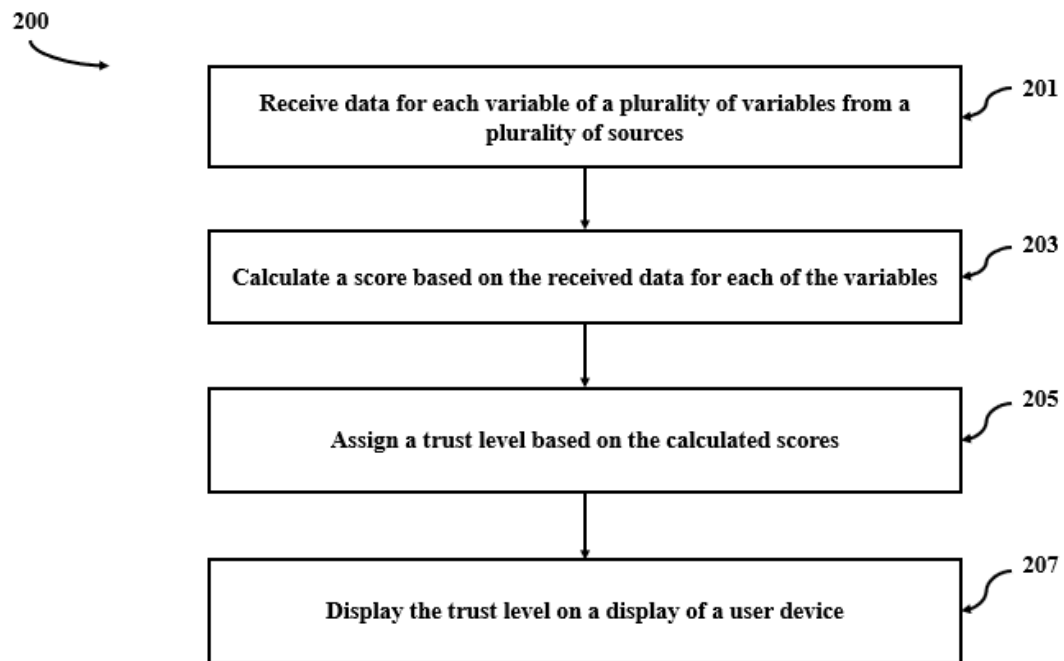 200
Receive data for each variable of a plurality of variables from a
plurality of sources
201
Calculate a score based on the received data for each of the variables
203
Assign a trust level based on the calculated scores
205
Display the trust level on a display of a user device
207